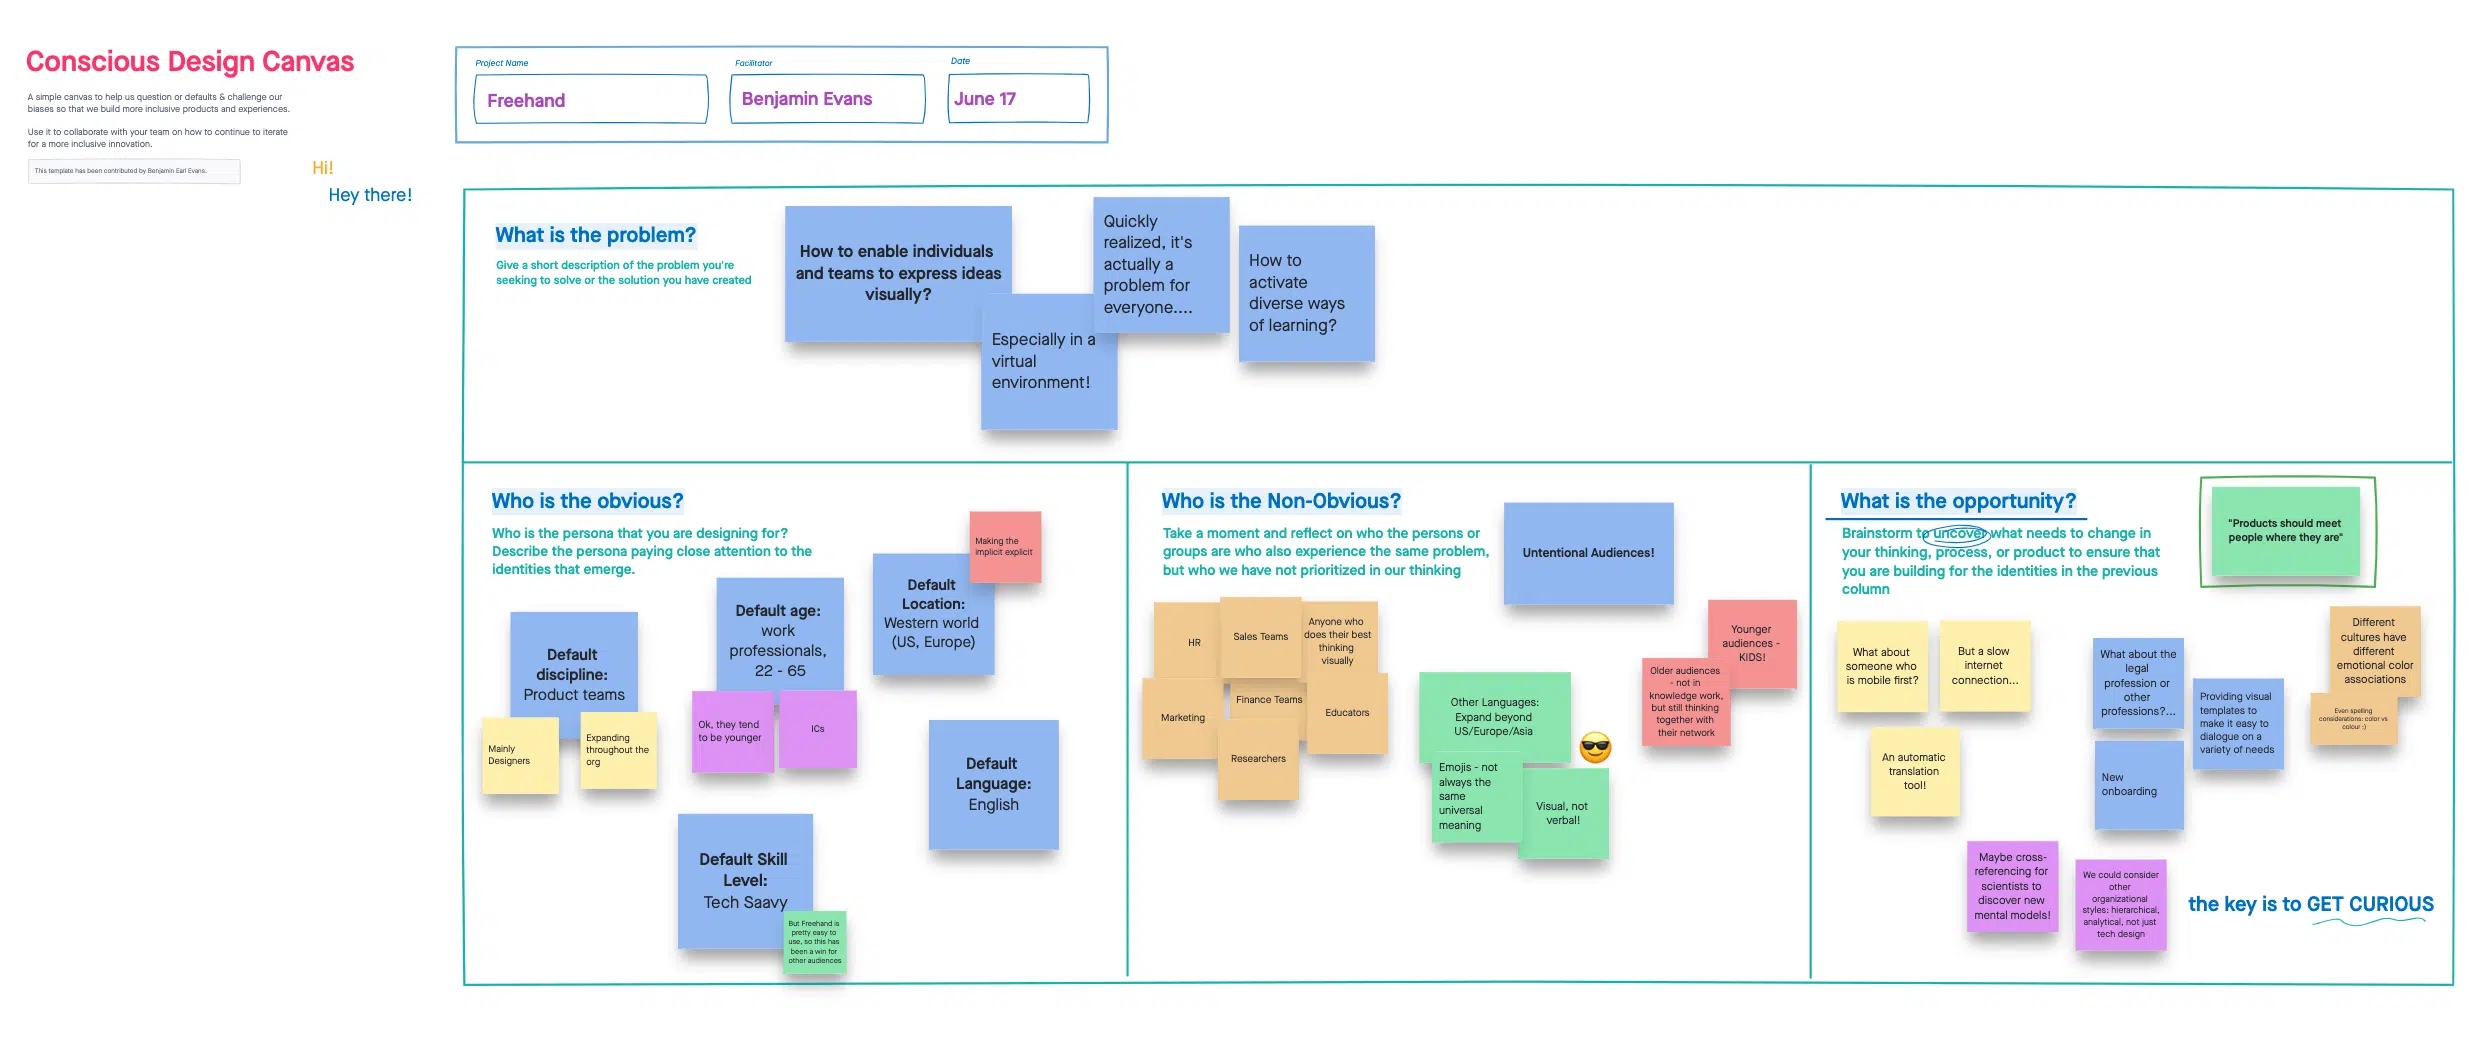 Conscious Design Canvas
A simple canvas to help us question or defaults & challenge our
biases so that we build more inclusive products and experiences.
Use it to collaborate with your team on how to continue to iterate
for a more inclusive innovation.
This template has been contributed by Benjamin Earl Evans.
Hi!
Hey there!
Project Name
Freehand
Facilitator
Benjamin Evans
Date
June 17
What is the problem?
Give a short description of the problem you're
seeking to solve or the solution you have created
How to enable individuals
and teams to express ideas
visually?
Especially in a
virtual
environment!
Quickly
realized, it's
actually a
problem for
everyone....
How to
activate
diverse ways
of learning?
Who is the obvious?
Who is the persona that you are designing for?
Describe the persona paying close attention to the
identities that emerge.
Default
discipline:
Product teams
Mainly
Designers
Expanding
throughout the
org
Default age:
work
professionals,
22 - 65
Ok, they tend
to be younger
ICs
Default
Location:
Western world
(US, Europe)
Making the
implicit explicit
Default
Language:
English
Default Skill
Level:
Tech Saavy
But Freehand is
pretty easy to
use, so this has
been a win for
other audiences
Who is the Non-Obvious?
Take a moment and reflect on who the persons or
groups are who also experience the same problem,
but who we have not prioritized in our thinking
Untentional Audiences!
HR
Sales Teams
Anyone who
does their best
thinking
visually
Marketing
Finance Teams
Educators
Researchers
Other Languages:
Expand beyond
US/Europe/Asia
Emojis - not
always the
same
universal
meaning
Visual, not
verbal!
Younger
audiences -
KIDS!
Older audiences
- not in
knowledge work,
but still thinking
together with
their network
What is the opportunity?
Brainstorm to uncover what needs to change in
your thinking, process, or product to ensure that
you are building for the identities in the previous
column
"Products should meet
people where they are"
What about
someone who
is mobile first?
But a slow
internet
connection...
An automatic
translation
tool!
What about the
legal
profession or
other
professions?...
Providing visual
templates to
make it easy to
dialogue on a
variety of needs
New
onboarding
Different
cultures have
different
emotional color
associations
Even spelling
considerations: color vs
colour :)
Maybe cross-
referencing for
scientists to
discover new
mental models!
We could consider
other
organizational
styles: hierarchical,
analytical, not just
tech design
the key is to GET CURIOUS